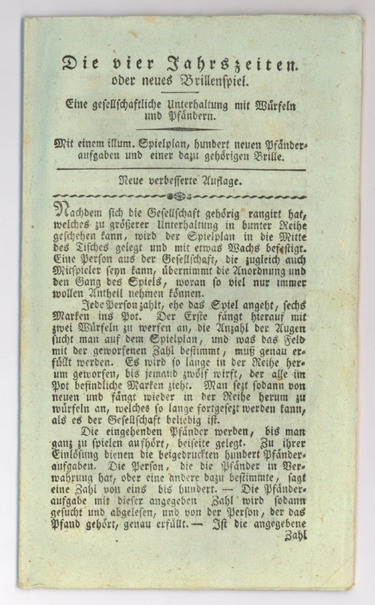 Die vier Jahrszeiten.
oder neues Brillenspiel.
Eine gesellschaftliche Unterhaltung mit Würfeln
und Pfändern.
Mit einem illum. Spielplan, hundert neuen Pfänder-
aufgaben und einer dazu gehörigen Brille.
Neue verbesserte Auflage.
Nachdem sich die Gesellschaft gehörig rangirt hat,
welches zu größerer Unterhaltung in bunter Reihe
geschehen kann, wird der Spielplan in die Mitte
des Tisches gelegt und mit etwas Wachs befestigt.
Eine Person aus der Gesellschaft, die zugleich auch
Mitspieler seyn kann, übernimmt die Anordnung und
den Gang des Spiels, woran so viel nur immer
wollen Antheil nehmen können.
Jede Person zahlt, ehe das Spiel angeht, sechs
Marken ins Pot. Der Erste fängt hierauf mit
zwei Würfeln zu werfen an, die Anzahl der Augen
sucht man auf dem Spielplan, und was das Feld
mit der geworfenen Zahl bestimmt, muß genau er-
füllt werden. Es wird so lange in der Reihe her-
um geworfen, bis jemand zwölf wirft, der alle im
Pot befindliche Marken zieht. Man sezt sodann von
neuen und fängt wieder in der Reihe herum zu
würfeln an, welches so lange fortgesezt werden kann,
als es der Gesellschaft beliebig ist.
Die eingehenden Pfänder werden, bis man
ganz zu spielen aufhört, beiseite gelegt. Zu ihrer
Einlösung dienen die beigedruckten hundert Pfänder-
aufgaben. Die Person, die die Pfänder in Ver-
wahrung hat, oder eine andere dazu bestimmte, sagt
eine Zahl von eins bis hundert. — Die Pfänder-
aufgabe mit dieser angegeben Zahl wird sodann
gesucht und abgelesen, und von der Person, der das
Pfand gehört, genau erfüllt. — Ist die angegebene
Zahl